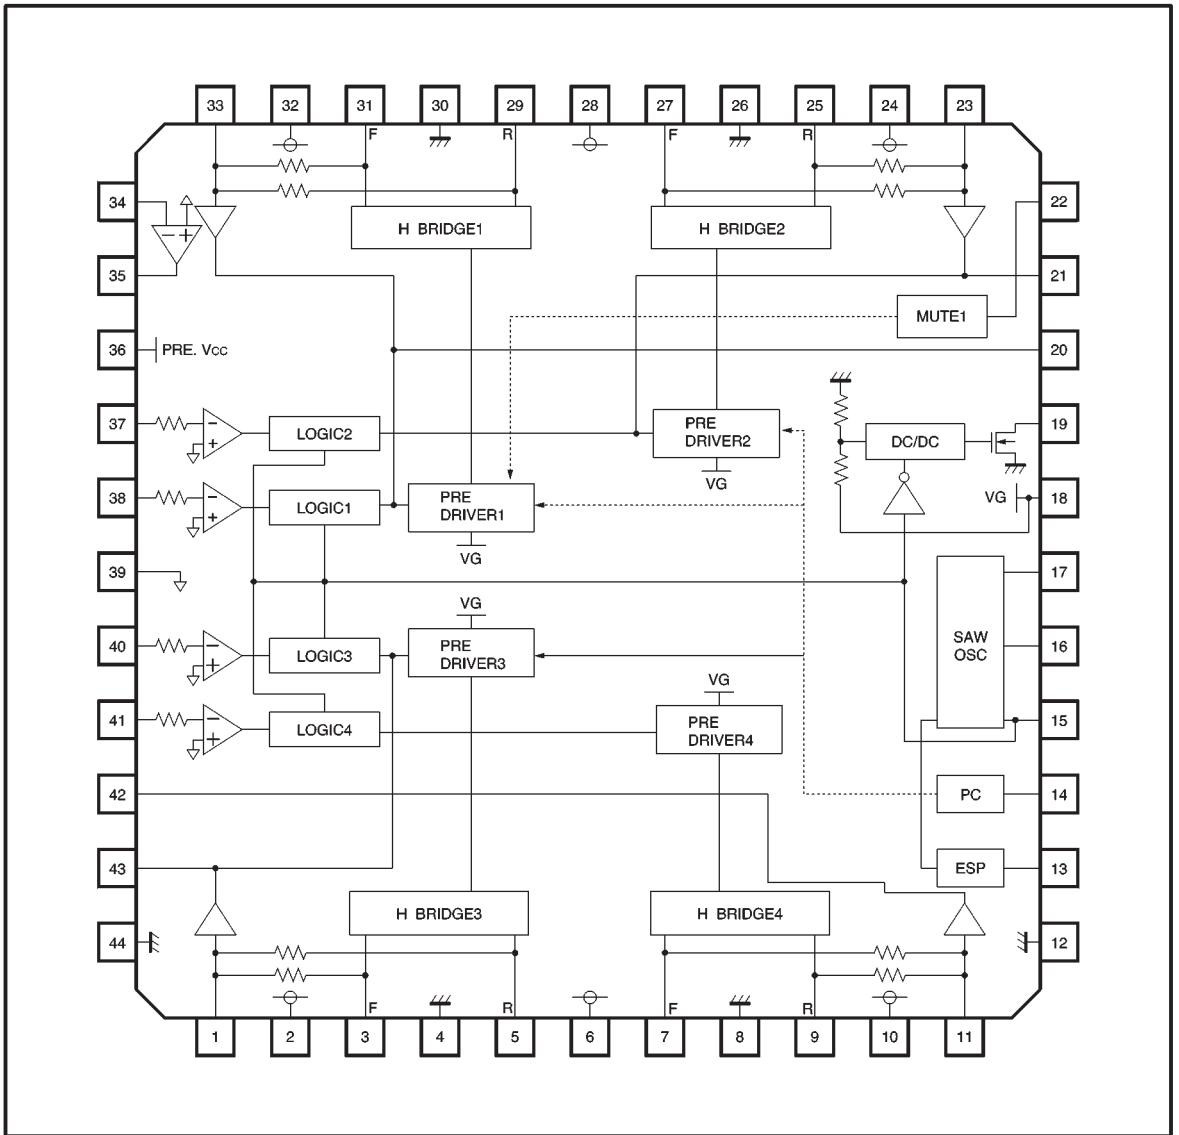 33 32 31 30 29 28 27 26 25 24 23
F R F R
34 22
H BRIDGE1 H BRIDGE2
- +
35 21
MUTE1
36 PRE. VCC 20
37 - + LOGIC2 PRE DRIVER2 DC/DC 19
VG
38 - + LOGIC1 PRE DRIVER1 VG 18
VG
39 17
VG
40 - + LOGIC3 PRE DRIVER3 SAW OSC 16
VG
41 - + LOGIC4 PRE DRIVER4 15
42 PC 14
43 ESP 13
H BRIDGE3 H BRIDGE4
44 12
F R F R
1 2 3 4 5 6 7 8 9 10 11